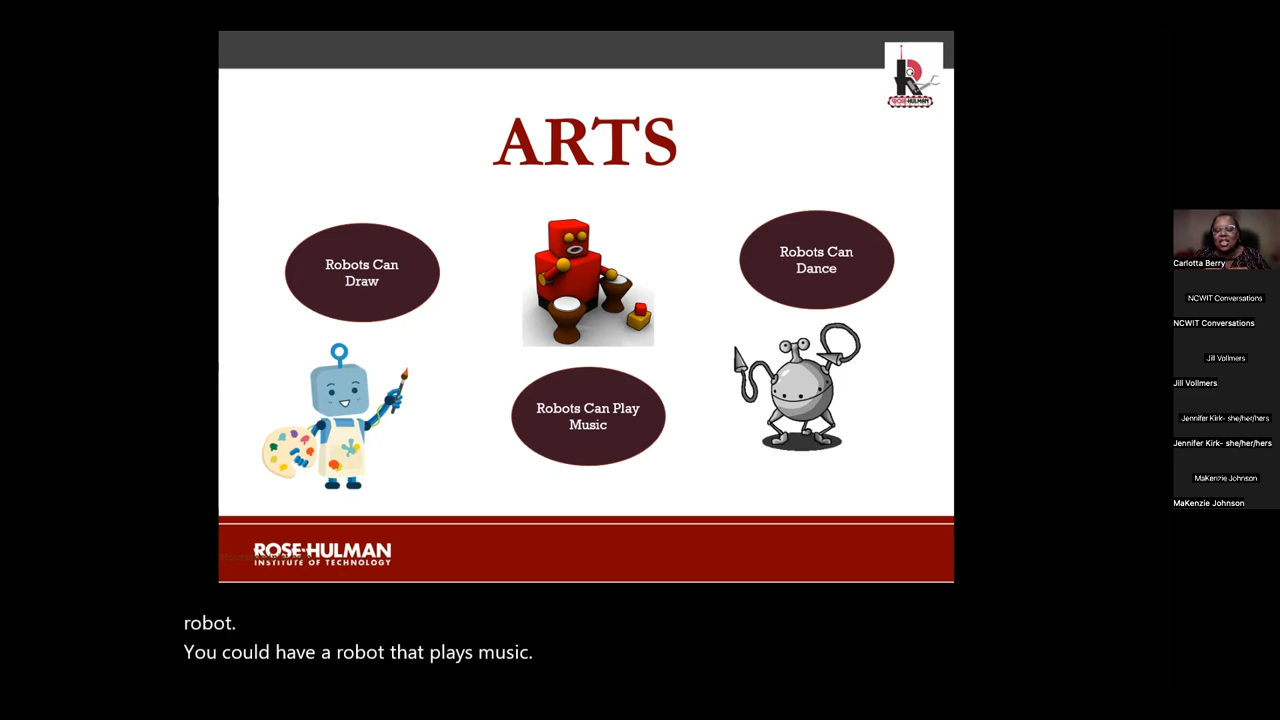 ROSE-HULMAN
ARTS
Robots Can
Draw
Robots Can
Dance
Robots Can Play
Music
ROSE-HULMAN
INSTITUTE OF TECHNOLOGY
Carlotta Berry
NCWIT Conversations
NCWIT Conversations
Jill Vollmers
Jill Vollmers
Jennifer Kirk- she/her/hers
Jennifer Kirk- she/her/hers
MaKenzie Johnson
MaKenzie Johnson
robot.
You could have a robot that plays music.